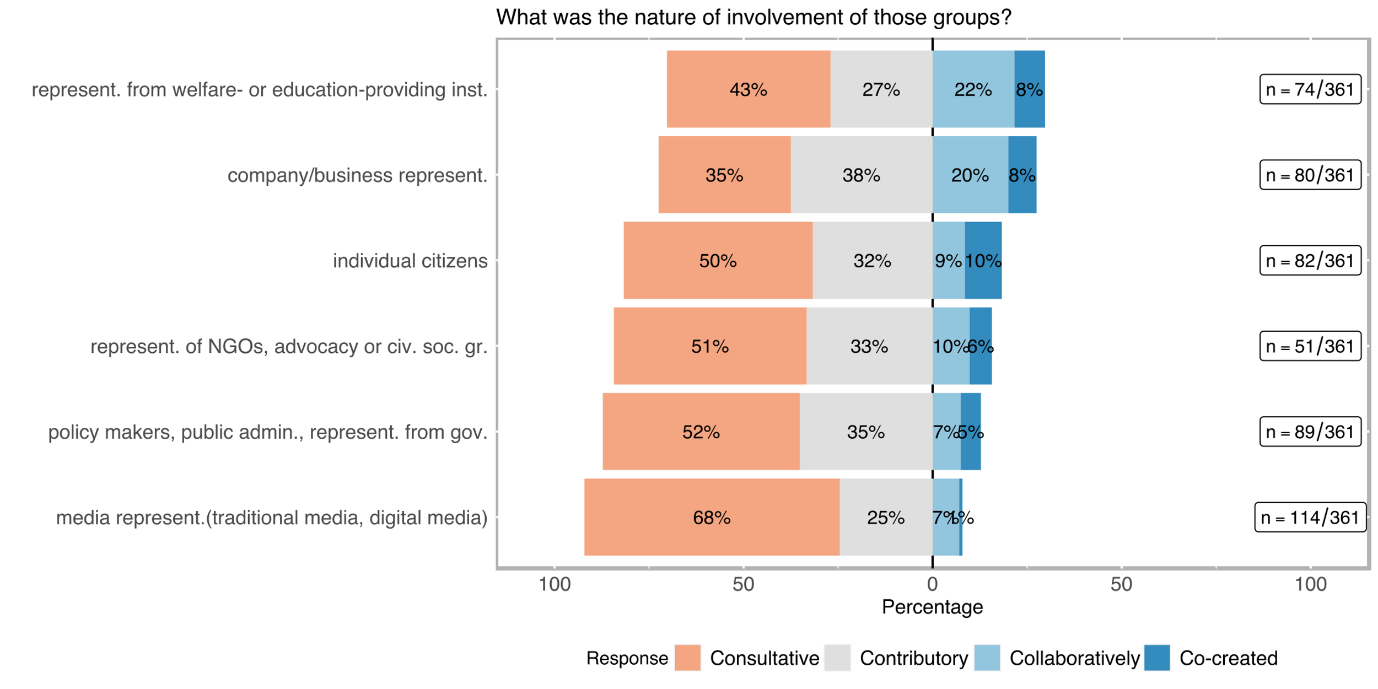 What was the nature of involvement of those groups?
represent. from welfare- or education-providing inst. 43% 27% 22% 8% n = 74/361
company/business represent. 35% 38% 20% 8% n = 80/361
individual citizens 50% 32% 9% 10% n = 82/361
represent. of NGOs, advocacy or civ. soc. gr. 51% 33% 10% 6% n = 51/361
policy makers, public admin., represent. from gov. 52% 35% 7% 5% n = 89/361
media represent.(traditional media, digital media) 68% 25% 7% 1% n = 114/361
100 50 0 50 100
Percentage
Response Consultative Contributory Collaboratively Co-created